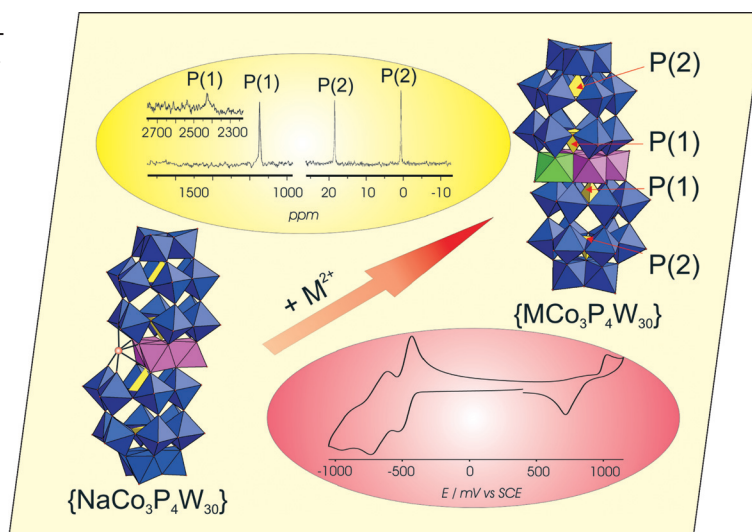 P(1) P(1) P(2) P(2)
2700 2500 2300
1500 1000 20 10 0 -10
ppm
P(2)
P(1)
P(1)
P(2)
{MCo₃P₄W₃₀}
+ M²⁺
{NaCo₃P₄W₃₀}
-1000 -500 0 500 1000
E / mV vs SCE